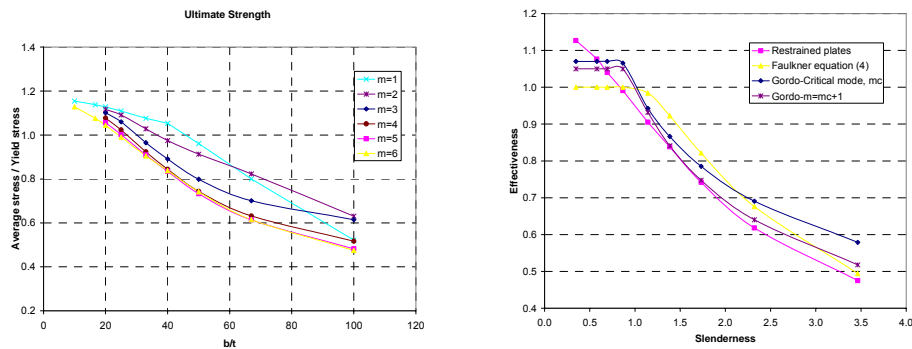 Ultimate Strength
Average stress / Yield stress
1.4
1.2
1.0
0.8
0.6
0.4
0.2
0
20
40
60
80
100
120
b/t
m=1
m=2
m=3
m=4
m=5
m=6
Effectiveness
1.2
1.1
1.0
0.9
0.8
0.7
0.6
0.5
0.4
0.0
0.5
1.0
1.5
2.0
2.5
3.0
3.5
4.0
Slenderness
Restrained plates
Faulkner equation (4)
Gordo-Critical mode, mc
Gordo-m=mc+1